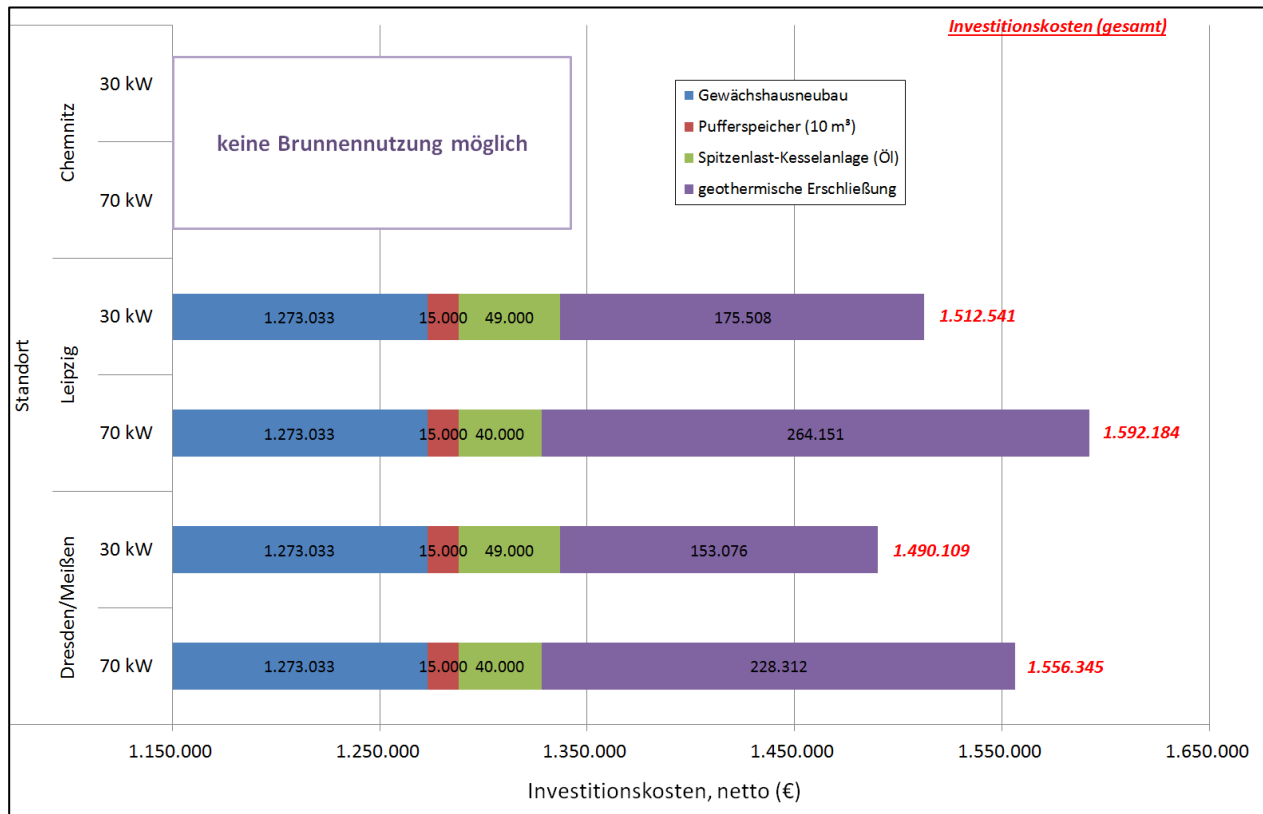 Investitionskosten (gesamt)
Gewächshausneubau
Pufferspeicher (10 m³)
Spitzenlast-Kesselanlage (Öl)
geothermische Erschließung
Standort
Chemnitz
30 kW
keine Brunnennutzung möglich
70 kW
Leipzig
30 kW
1.273.033
15.000
49.000
175.508
1.512.541
70 kW
1.273.033
15.000
40.000
264.151
1.592.184
Dresden/Meißen
30 kW
1.273.033
15.000
49.000
153.076
1.490.109
70 kW
1.273.033
15.000
40.000
228.312
1.556.345
1.150.000
1.250.000
1.350.000
1.450.000
1.550.000
1.650.000
Investitionskosten, netto (€)